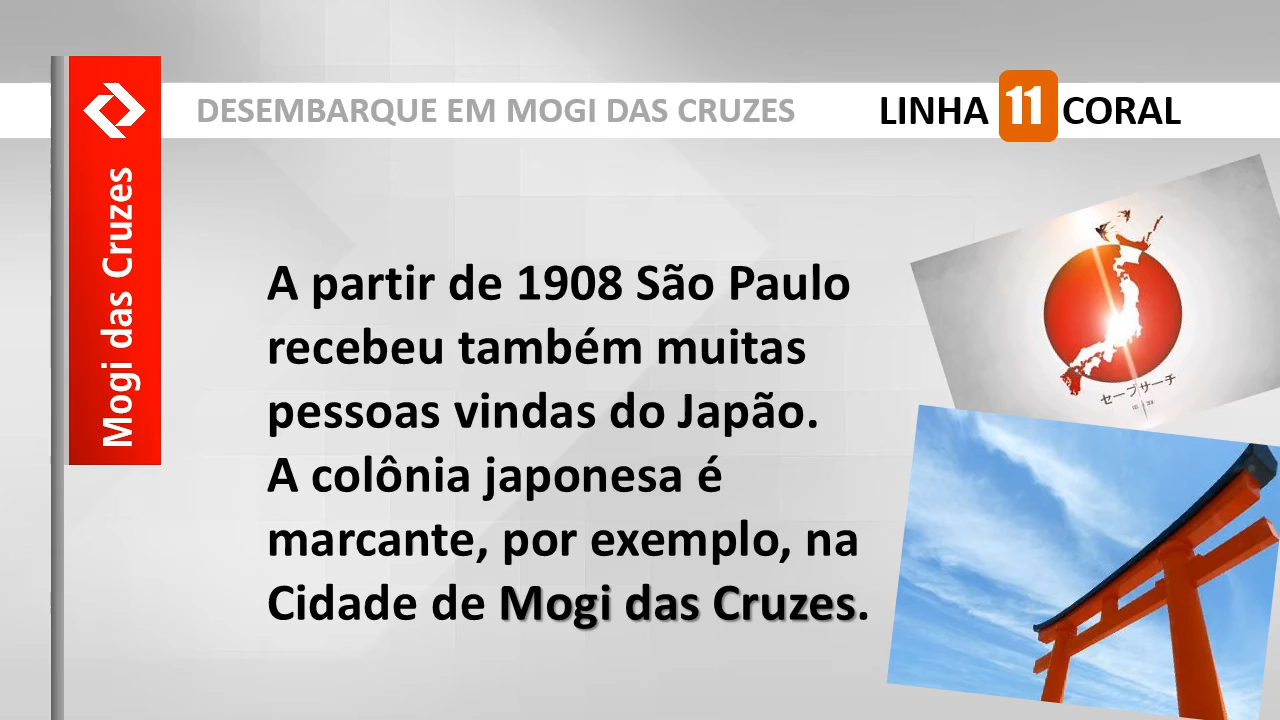 DESEMBARQUE EM MOGI DAS CRUZES
LINHA 11 CORAL
Mogi das Cruzes
A partir de 1908 São Paulo
recebeu também muitas
pessoas vindas do Japão.
A colônia japonesa é
marcante, por exemplo, na
Cidade de Mogi das Cruzes.
セーブサーチ